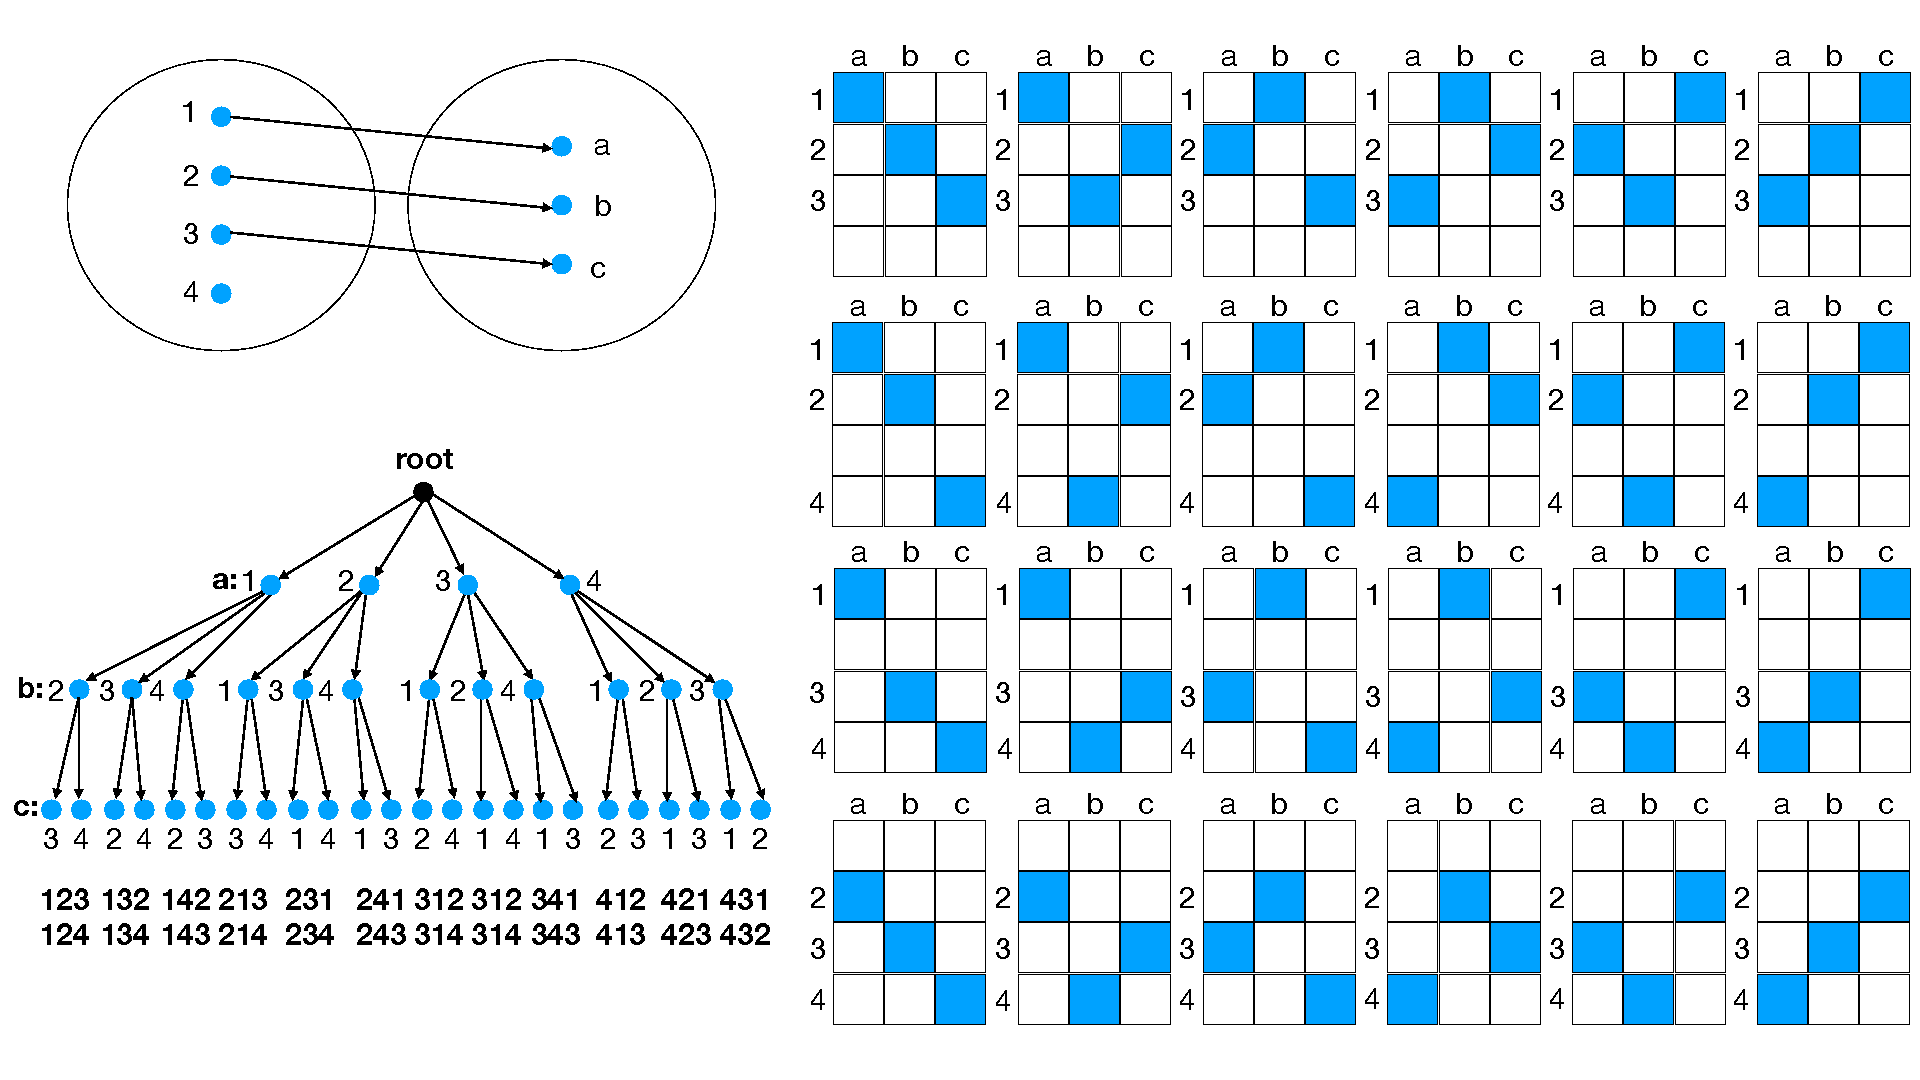 1
a
2
b
3
c
4
root
a: 1 2 3 4
b: 2 3 4 1 3 4 1 2 4 1 2 3
c:
3 4 2 4 2 3 3 4 1 4 1 3 2 4 1 4 1 3 2 3 1 3 1 2
123 132 142 213 231 241 312 312 341 412 421 431
124 134 143 214 234 243 314 314 343 413 423 432
a b c a b c a b c a b c a b c a b c
1 1 1 1 1 1
2 2 2 2 2 2
3 3 3 3 3 3
a b c a b c a b c a b c a b c a b c
1 1 1 1 1 1
2 2 2 2 2 2
4 4 4 4 4 4
a b c a b c a b c a b c a b c a b c
1 1 1 1 1 1
3 3 3 3 3 3
4 4 4 4 4 4
a b c a b c a b c a b c a b c a b c
2 2 2 2 2 2
3 3 3 3 3 3
4 4 4 4 4 4